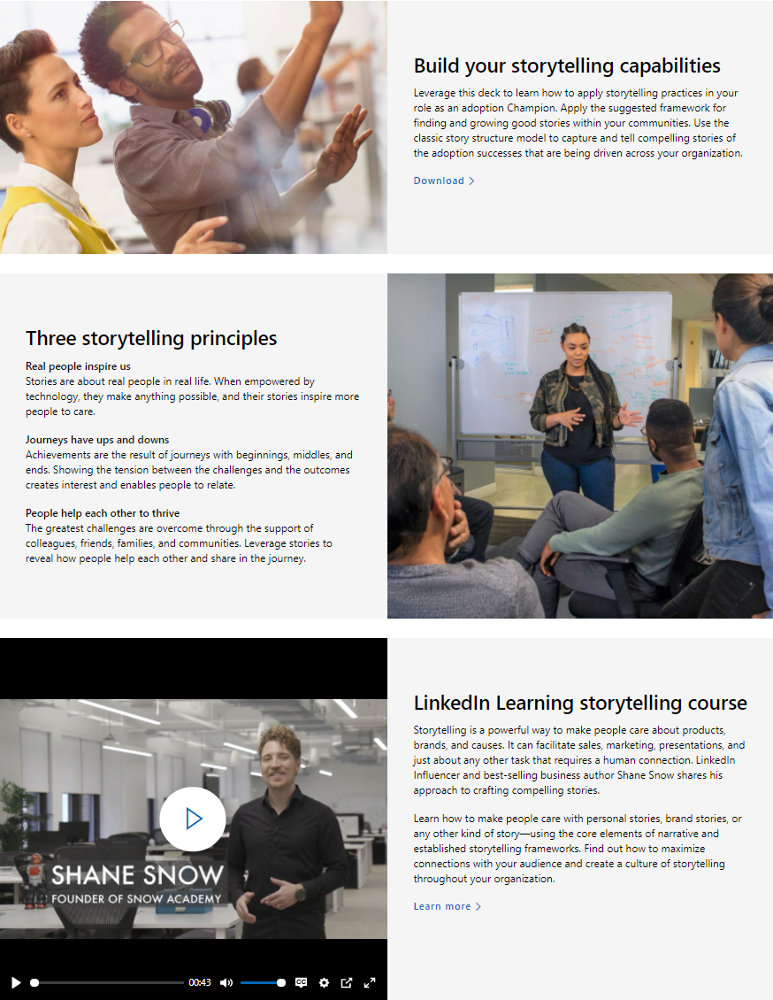 Build your storytelling capabilities
Leverage this deck to learn how to apply storytelling practices in your
role as an adoption Champion. Apply the suggested framework for
finding and growing good stories within your communities. Use the
classic story structure model to capture and tell compelling stories of
the adoption successes that are being driven across your organization.
Download
Three storytelling principles
Real people inspire us
Stories are about real people in real life. When empowered by
technology, they make anything possible, and their stories inspire more
people to care.
Journeys have ups and downs
Achievements are the result of journeys with beginnings, middles, and
ends. Showing the tension between the challenges and the outcomes
creates interest and enables people to relate.
People help each other to thrive
The greatest challenges are overcome through the support of
colleagues, friends, families, and communities. Leverage stories to
reveal how people help each other and share in the journey.
SHANE SNOW
FOUNDER OF SNOW ACADEMY
00:43
CC
LinkedIn Learning storytelling course
Storytelling is a powerful way to make people care about products,
brands, and causes. It can facilitate sales, marketing, presentations, and
just about any other task that requires a human connection. LinkedIn
Influencer and best-selling business author Shane Snow shares his
approach to crafting compelling stories.
Learn how to make people care with personal stories, brand stories, or
any other kind of story—using the core elements of narrative and
established storytelling frameworks. Find out how to maximize
connections with your audience and create a culture of storytelling
throughout your organization.
Learn more